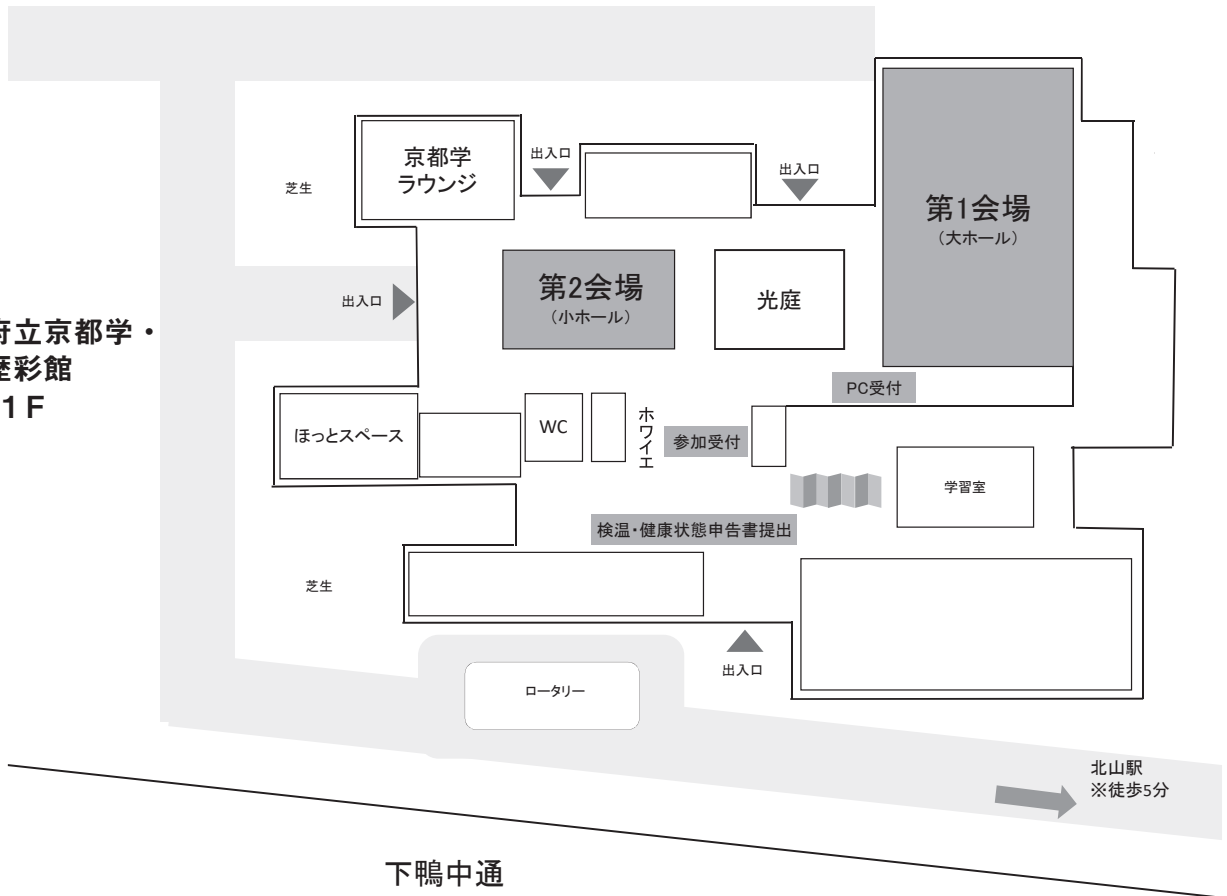 京都学
ラウンジ
出入口
出入口
芝生
第1会場
(大ホール)
第2会場
(小ホール)
光庭
出入口
府立京都学・
歴彩館
1F
PC受付
ほっとスペース
WC
ホワイエ
参加受付
学習室
検温・健康状態申告書提出
芝生
出入口
ロータリー
北山駅
※徒歩5分
下鴨中通